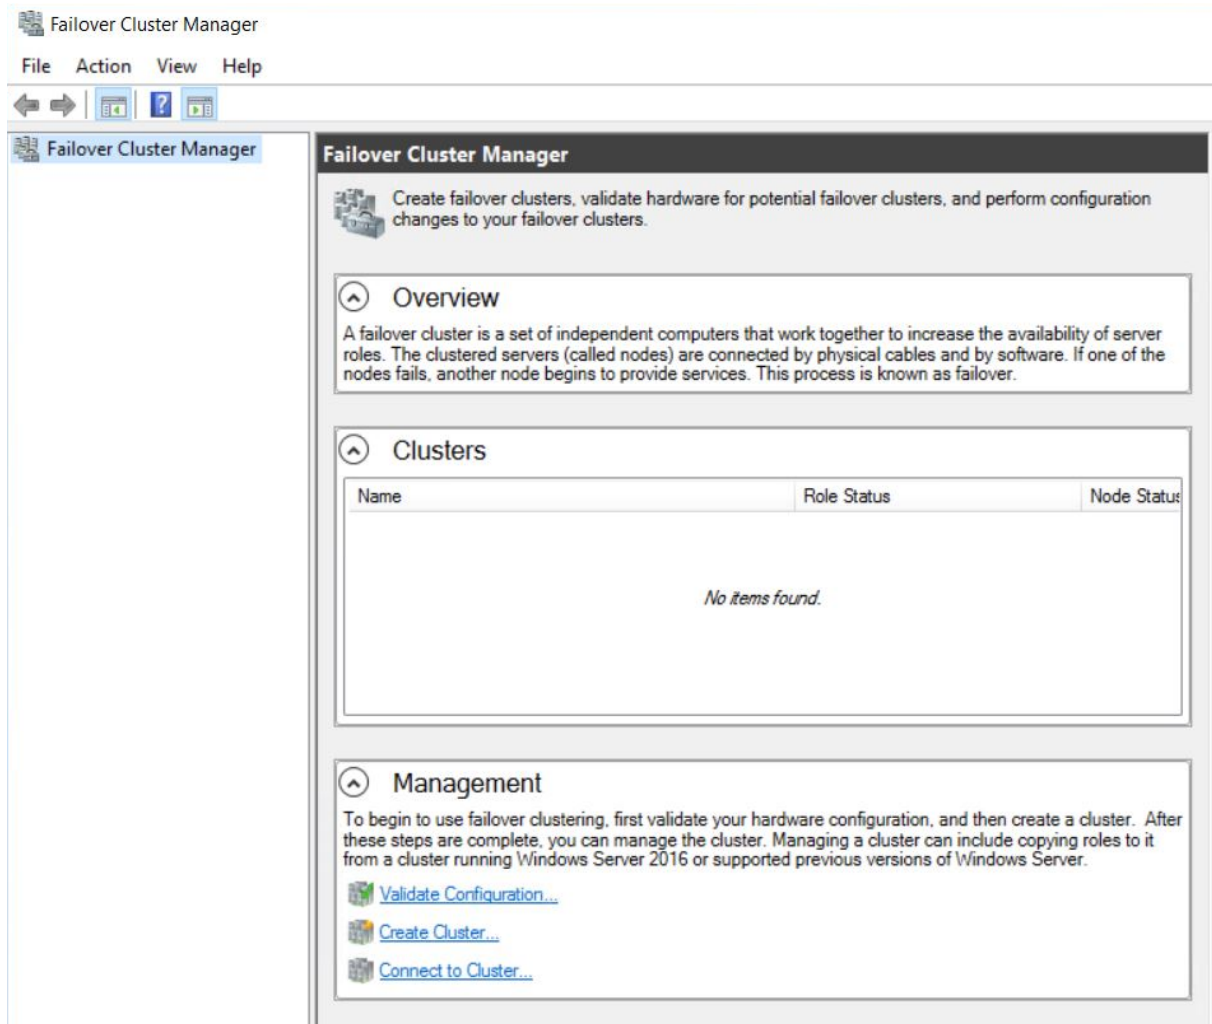 Failover Cluster Manager
File Action View Help
Failover Cluster Manager
Failover Cluster Manager
Create failover clusters, validate hardware for potential failover clusters, and perform configuration
changes to your failover clusters.
Overview
A failover cluster is a set of independent computers that work together to increase the availability of server
roles. The clustered servers (called nodes) are connected by physical cables and by software. If one of the
nodes fails, another node begins to provide services. This process is known as failover.
Clusters
Name Role Status Node Status
No items found.
Management
To begin to use failover clustering, first validate your hardware configuration, and then create a cluster. After
these steps are complete, you can manage the cluster. Managing a cluster can include copying roles to it
from a cluster running Windows Server 2016 or supported previous versions of Windows Server.
Validate Configuration...
Create Cluster...
Connect to Cluster...